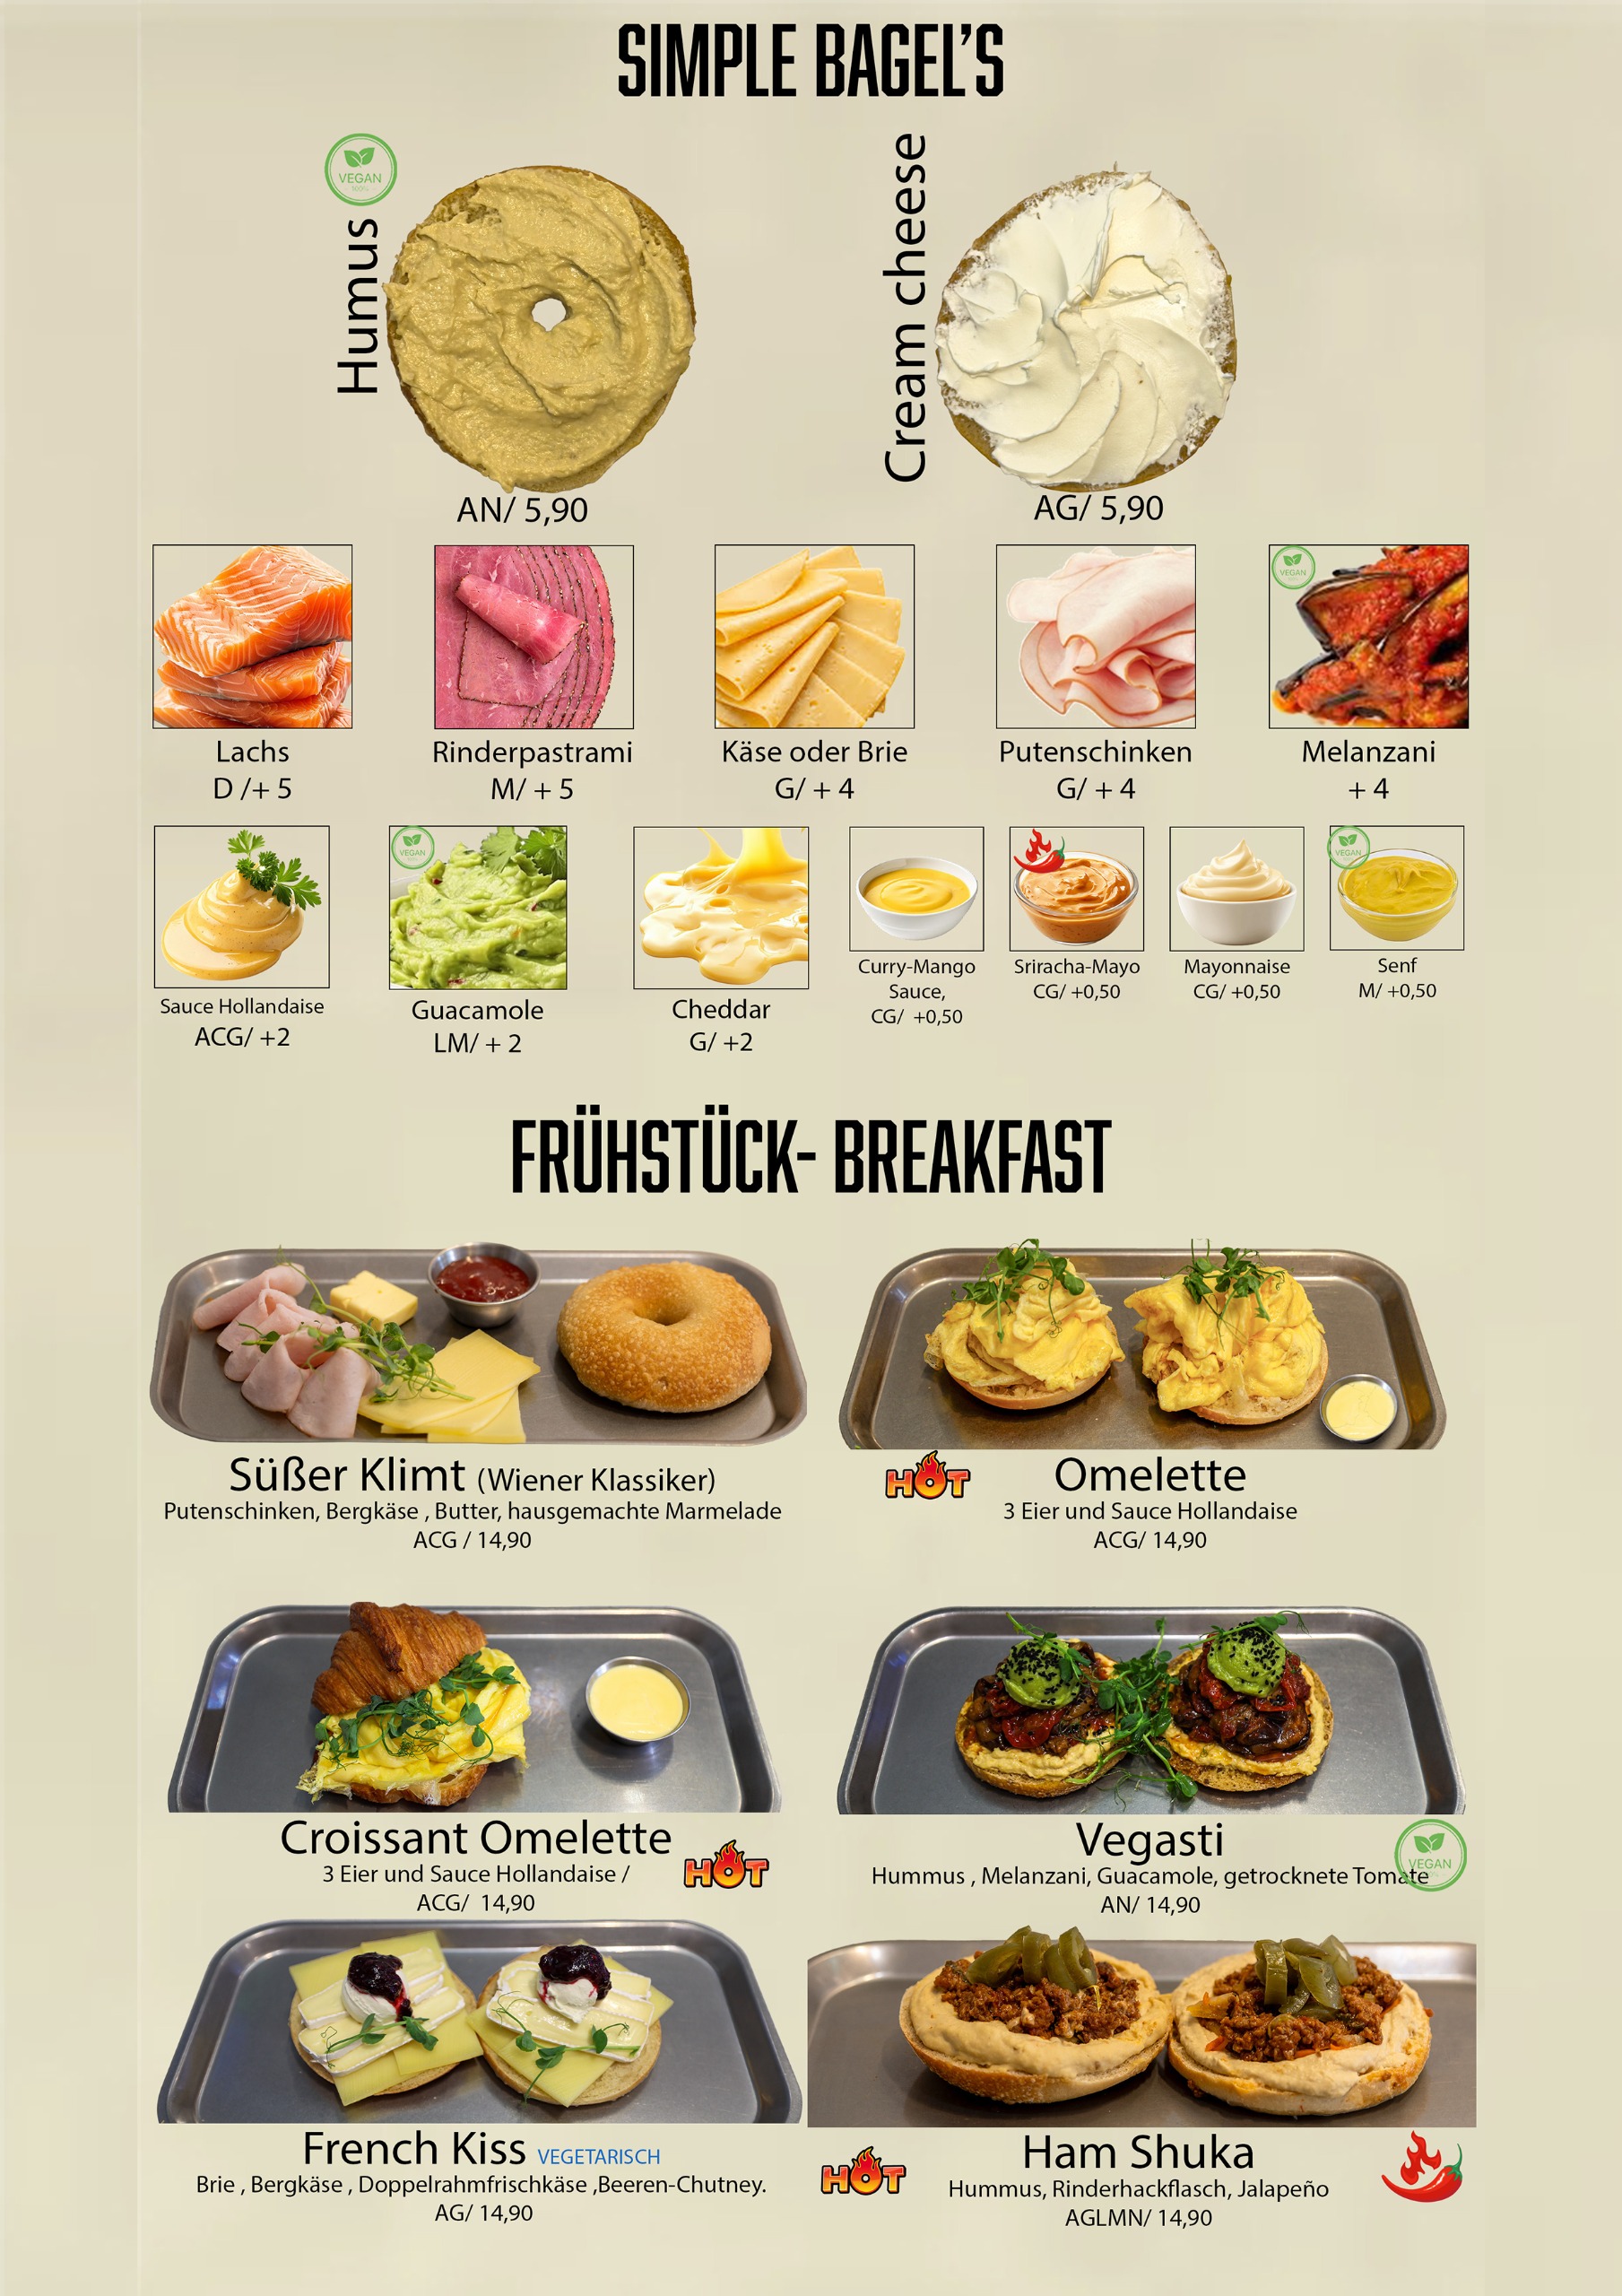 SIMPLE BAGEL'S
VEGAN
100%
Humus
Cream cheese
AN/ 5,90
AG/ 5,90
VEGAN
Lachs
D /+ 5
Rinderpastrami
M/ + 5
Käse oder Brie
G/ + 4
Putenschinken
G/ + 4
Melanzani
+ 4
VEGAN
VEGAN
Sauce Hollandaise
ACG/ +2
Guacamole
LM/ + 2
Cheddar
G/ +2
Curry-Mango
Sauce,
CG/ +0,50
Sriracha-Mayo
CG/ +0,50
Mayonnaise
CG/ +0,50
Senf
M/ +0,50
FRÜHSTÜCK- BREAKFAST
Süßer Klimt (Wiener Klassiker)
Putenschinken, Bergkäse , Butter, hausgemachte Marmelade
ACG / 14,90
HOT
Omelette
3 Eier und Sauce Hollandaise
ACG/ 14,90
Croissant Omelette
3 Eier und Sauce Hollandaise /
ACG/ 14,90
HOT
Vegasti
VEGAN
Hummus , Melanzani, Guacamole, getrocknete Tomate
AN/ 14,90
French Kiss VEGETARISCH
Brie , Bergkäse , Doppelrahmfrischkäse ,Beeren-Chutney.
AG/ 14,90
HOT
Ham Shuka
Hummus, Rinderhackflasch, Jalapeño
AGLMN/ 14,90